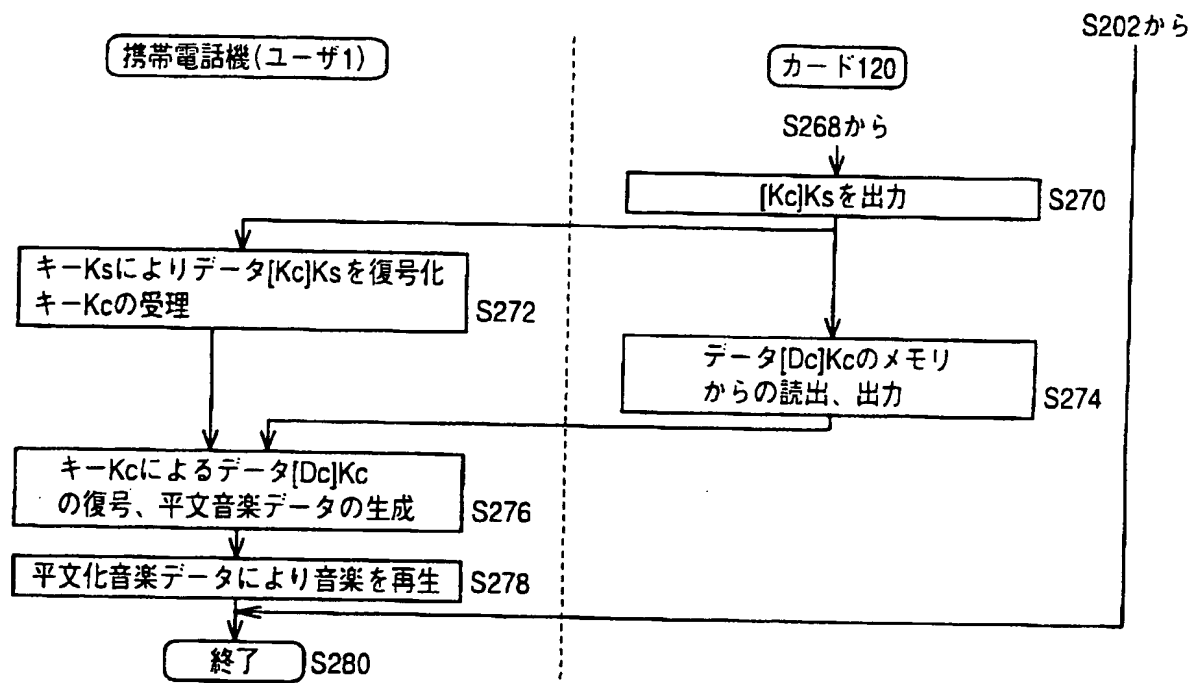 S202から
携帯電話機(ユーザ1)
カード120
S268から
[Kc]Ksを出力
S270
キーKsによりデータ[Kc]Ksを復号化
キーKcの受理
S272
データ[Dc]Kcのメモリ
からの読出、出力
S274
キーKcによるデータ[Dc]Kc
の復号、平文音楽データの生成
S276
平文化音楽データにより音楽を再生
S278
終了
S280